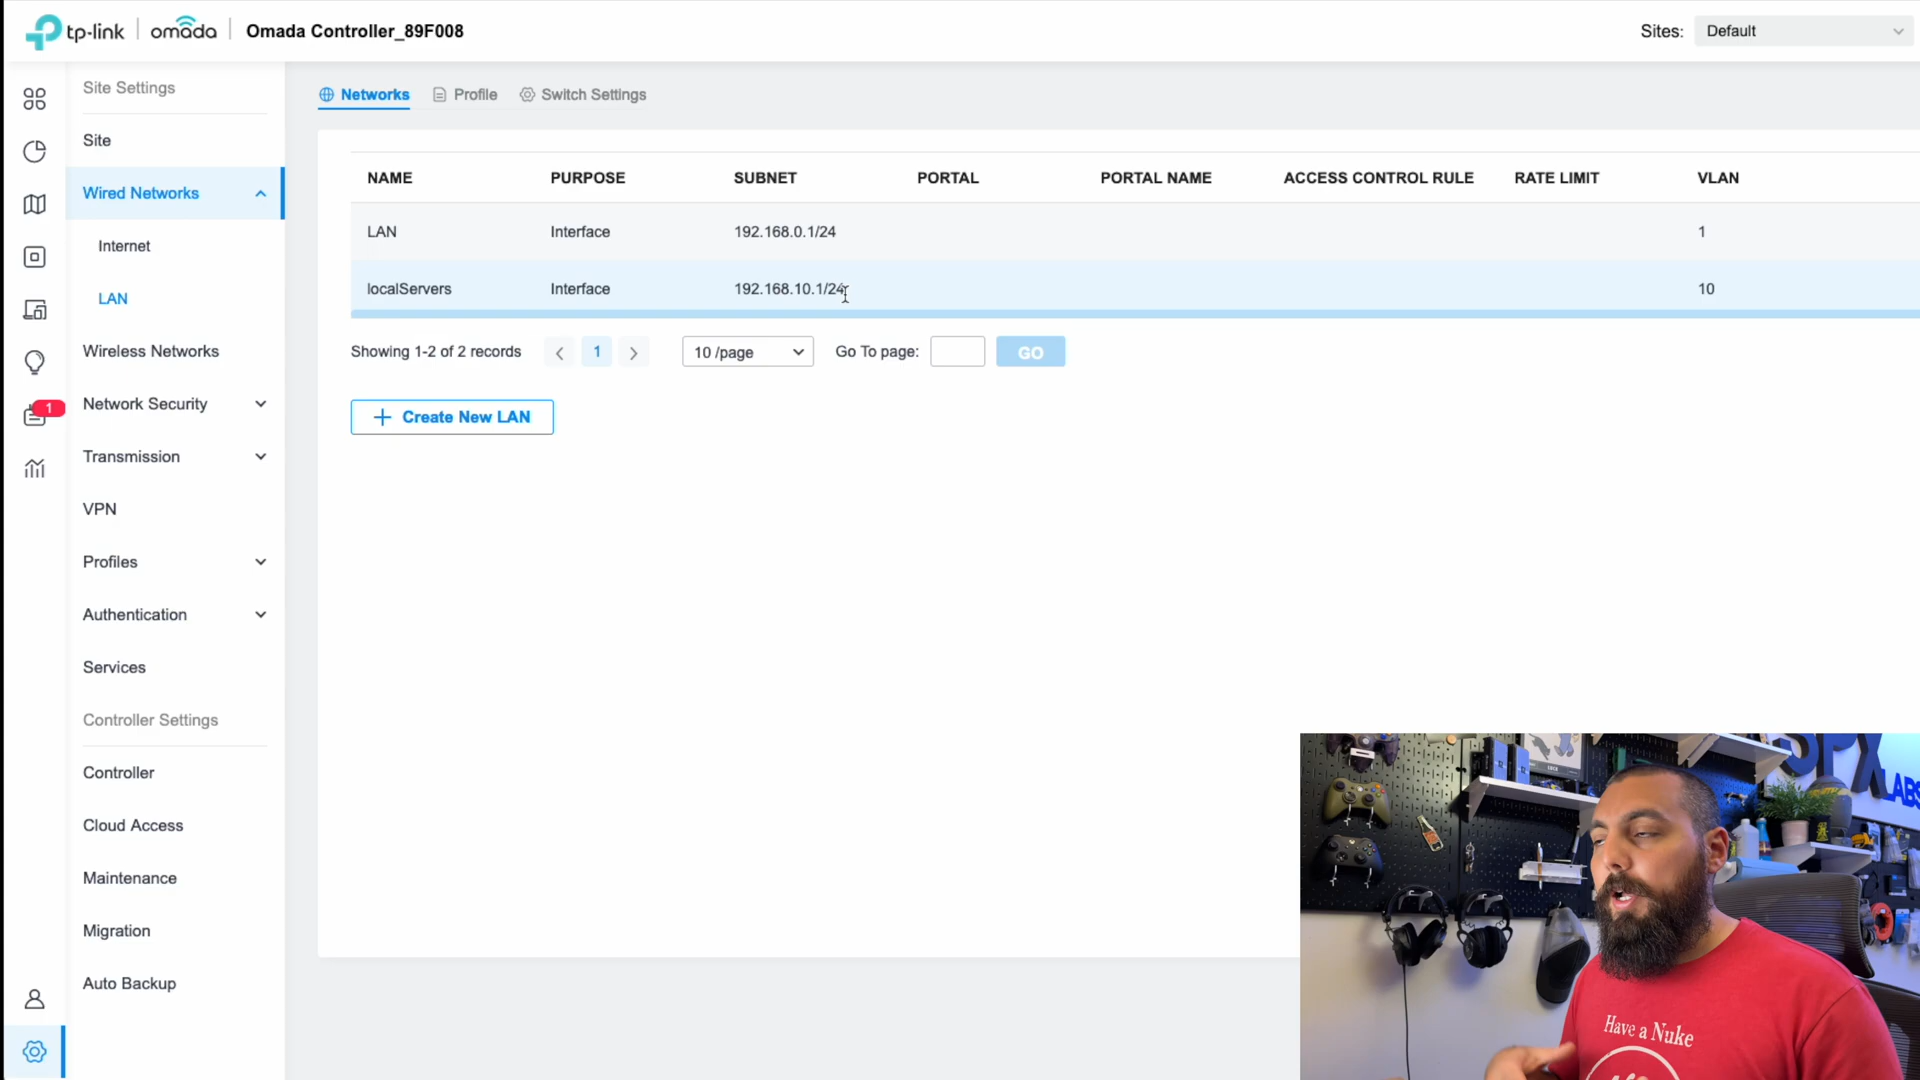 tp-link omada Omada Controller_89F008 Sites: Default
Site Settings
Site
Wired Networks
Internet
LAN
Wireless Networks
Network Security
1
Transmission
VPN
Profiles
Authentication
Services
Controller Settings
Controller
Cloud Access
Maintenance
Migration
Auto Backup
Networks Profile Switch Settings
NAME PURPOSE SUBNET PORTAL PORTAL NAME ACCESS CONTROL RULE RATE LIMIT VLAN
LAN Interface 192.168.0.1/24 1
localServers Interface 192.168.10.1/24 10
Showing 1-2 of 2 records 1 10 /page Go To page: GO
Create New LAN
SPX
LABS
Have a Nuke